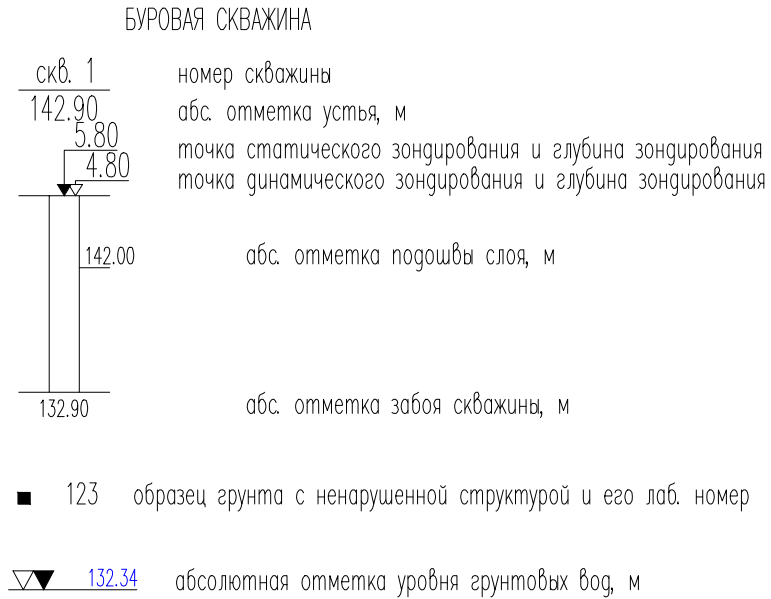 БУРОВАЯ СКВАЖИНА
скв. 1 номер скважины
142.90 абс. отметка устья, м
5.80 точка статического зондирования и глубина зондирования
4.80 точка динамического зондирования и глубина зондирования
142.00 абс. отметка подошвы слоя, м
132.90 абс. отметка забоя скважины, м
123 образец грунта с ненарушенной структурой и его лаб. номер
132.34 абсолютная отметка уровня грунтовых вод, м